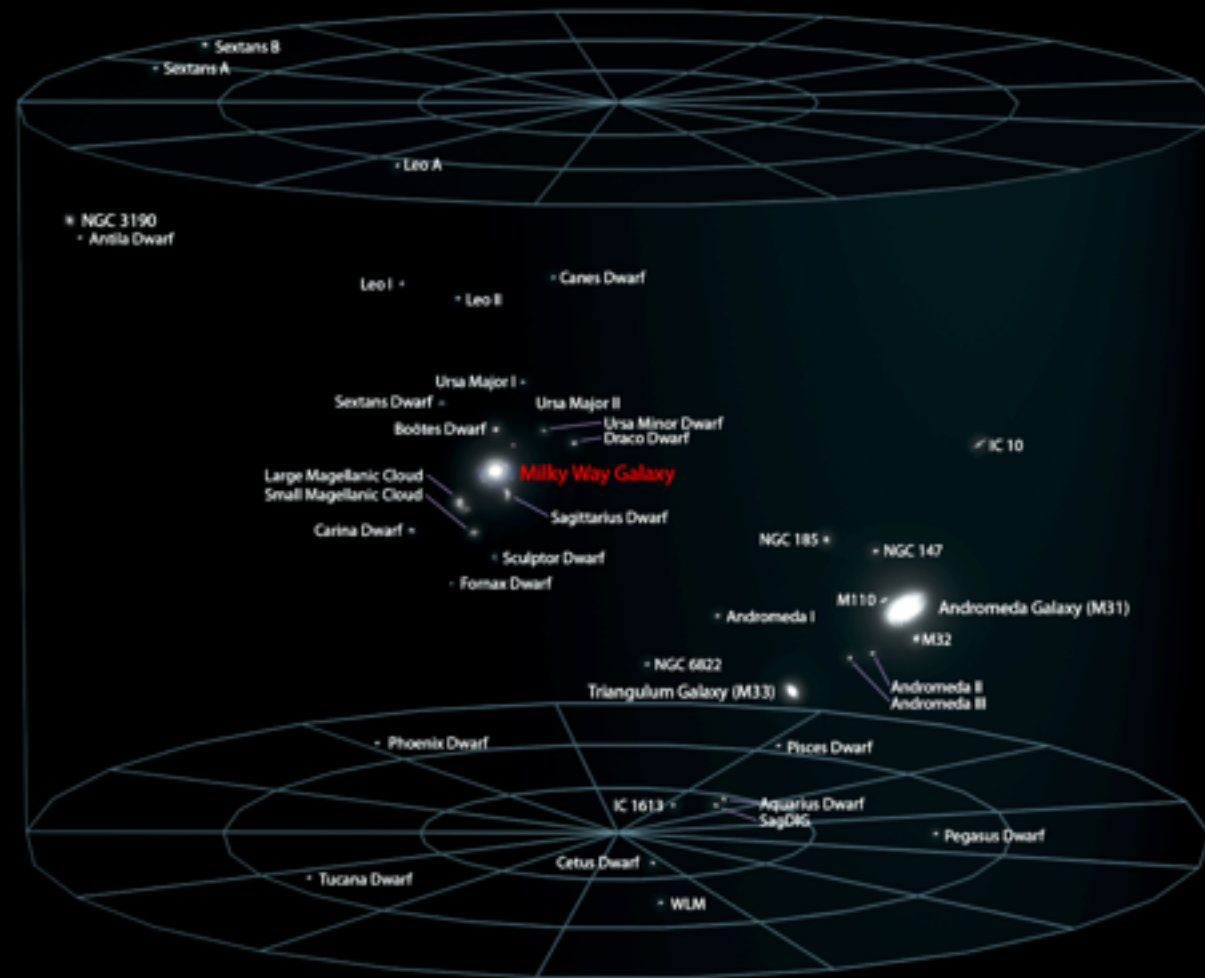 Sextans B
Sextans A
Leo A
NGC 3190
Antila Dwarf
Canes Dwarf
Leo I
Leo II
Ursa Major I
Sextans Dwarf
Ursa Major II
Ursa Minor Dwarf
Boötes Dwarf
Draco Dwarf
IC 10
Milky Way Galaxy
Large Magellanic Cloud
Small Magellanic Cloud
Sagittarius Dwarf
Carina Dwarf
NGC 185
NGC 147
Sculptor Dwarf
Fornax Dwarf
M110
Andromeda Galaxy (M31)
Andromeda I
M32
NGC 6822
Andromeda II
Triangulum Galaxy (M33)
Andromeda III
Phoenix Dwarf
Pisces Dwarf
IC 1613
Aquarius Dwarf
SagDIG
Pegasus Dwarf
Cetus Dwarf
Tucana Dwarf
WLM